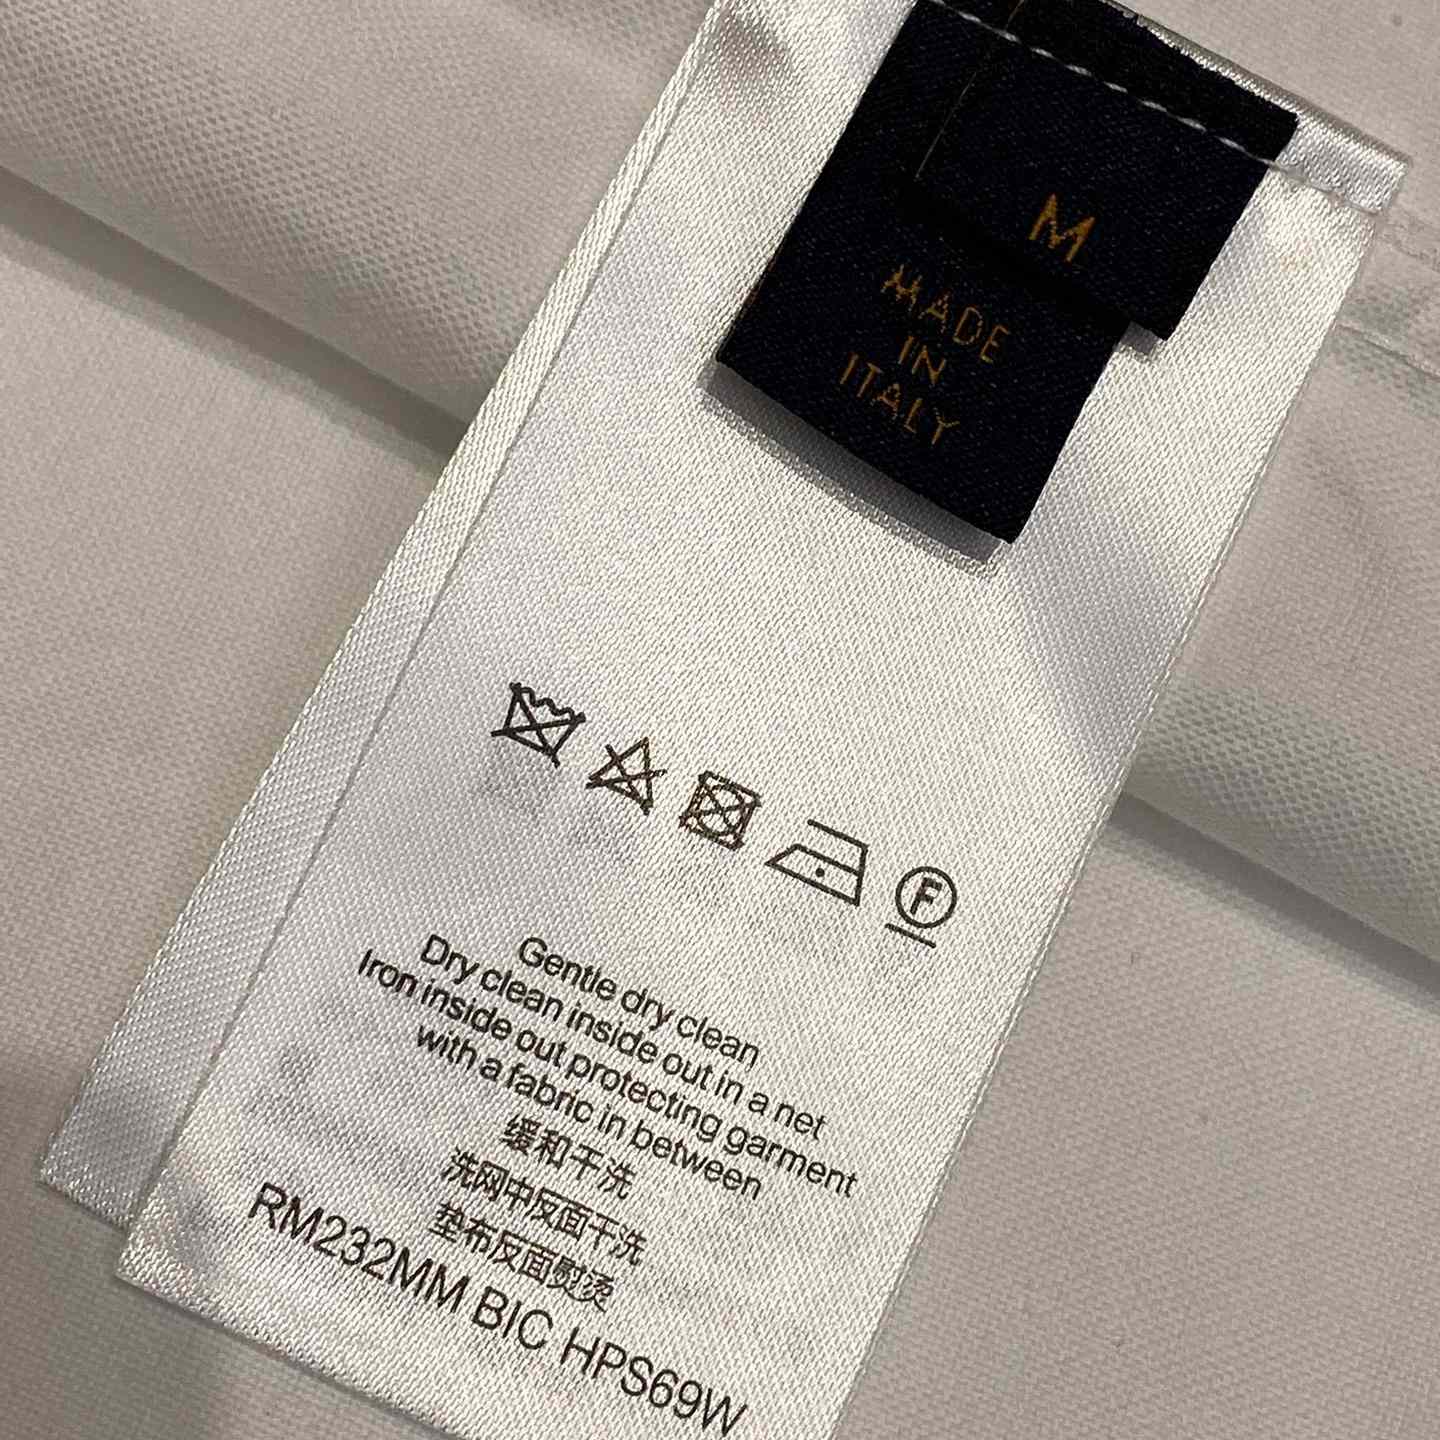 M
MADE
IN
ITALY
F
Gentle dry clean
Dry clean inside out in a net
Iron inside out protecting garment
with a fabric in between
缓和干洗
洗网中反面干洗
垫布反面熨烫
RM232MM BIC HPS69W